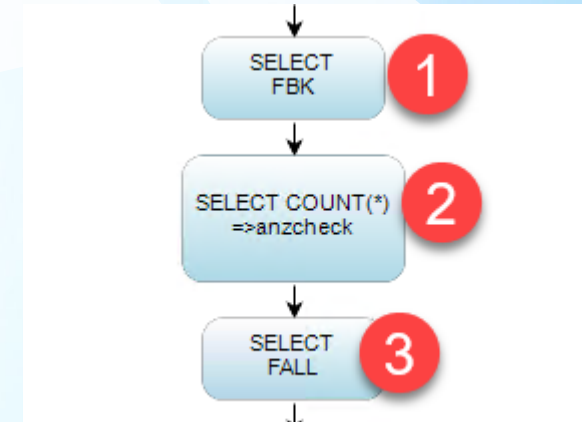 SELECT
FBK
1
SELECT COUNT(*)
=>anzcheck
2
SELECT
FALL
3